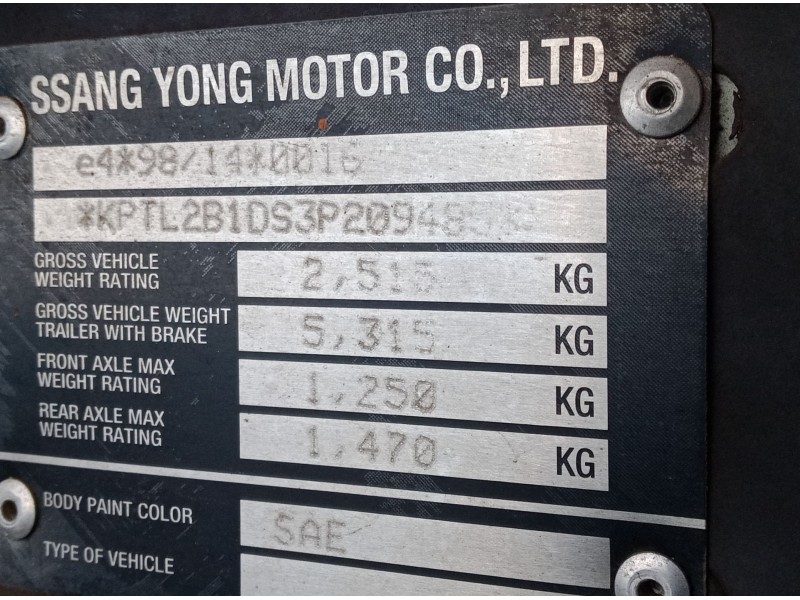 SSANG YONG MOTOR CO., LTD.
e4*98/14*0016
GROSS VEHICLE
WEIGHT RATING
2,515 KG
GROSS VEHICLE WEIGHT
TRAILER WITH BRAKE
5,315 KG
FRONT AXLE MAX
WEIGHT RATING
1,250 KG
REAR AXLE MAX
WEIGHT RATING
1,470 KG
BODY PAINT COLOR
SAE
TYPE OF VEHICLE